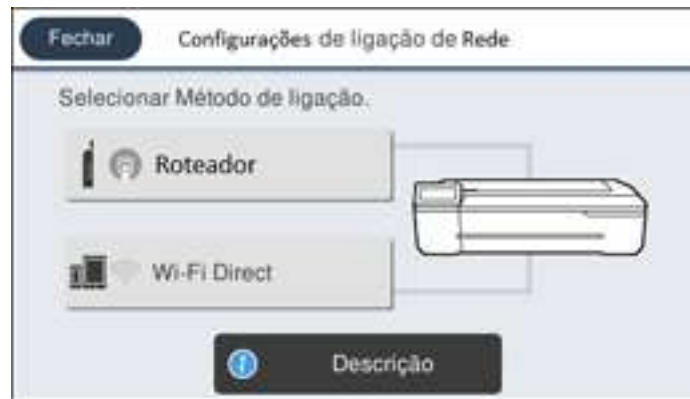 Fechar Configurações de ligação de Rede
Selecionar Método de ligação.
Roteador
Wi-Fi Direct
Descrição